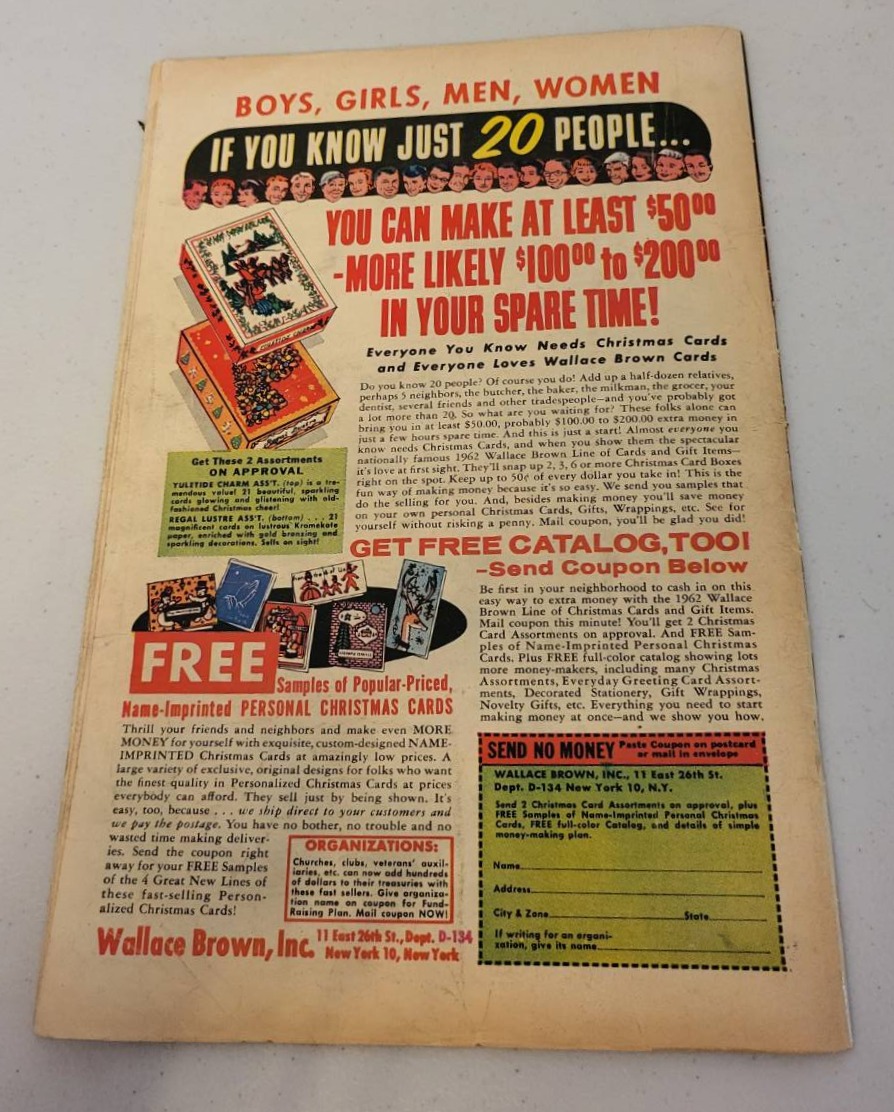 BOYS, GIRLS, MEN, WOMEN
IF YOU KNOW JUST 20 PEOPLE...
YOU CAN MAKE AT LEAST $50⁰⁰
-MORE LIKELY $100⁰⁰ to $200⁰⁰
IN YOUR SPARE TIME!
Everyone You Know Needs Christmas Cards
and Everyone Loves Wallace Brown Cards
Do you know 20 people? Of course you do! Add up a half-dozen relatives,
perhaps 5 neighbors, the butcher, the baker, the milkman, the grocer, your
dentist, several friends and other tradespeople—and you've probably got
a lot more than 20. So what are you waiting for? These folks alone can
bring you in at least $50.00, probably $100.00 to $200.00 extra money in
just a few hours spare time. And this is just a start! Almost everyone you
know needs Christmas Cards, and when you show them the spectacular
nationally famous 1962 Wallace Brown Line of Cards and Gift Items—
it's love at first sight. They'll snap up 2, 3, 6 or more Christmas Card Boxes
right on the spot. Keep up to 50¢ of every dollar you take in! This is the
fun way of making money because it's so easy. We send you samples that
do the selling for you. And, besides making money you'll save money
on your own personal Christmas Cards, Gifts, Wrappings, etc. See for
yourself without risking a penny. Mail coupon, you'll be glad you did!
Get These 2 Assortments
ON APPROVAL
YULETIDE CHARM ASS'T. (top) is a tre-
mendous value! 21 beautiful, sparkling
cards glowing and glistening with old-
fashioned Christmas cheer!
REGAL LUSTRE ASS'T. (bottom) . . . 21
magnificent cards on lustrous Kromekote
paper, enriched with gold bronzing and
sparkling decorations. Sells on sight!
GET FREE CATALOG, TOO!
-Send Coupon Below
Be first in your neighborhood to cash in on this
easy way to extra money with the 1962 Wallace
Brown Line of Christmas Cards and Gift Items.
Mail coupon this minute! You'll get 2 Christmas
Card Assortments on approval. And FREE Sam-
ples of Name-Imprinted Personal Christmas
Cards. Plus FREE full-color catalog showing lots
more money-makers, including many Christmas
Assortments, Everyday Greeting Card Assort-
ments, Decorated Stationery, Gift Wrappings,
Novelty Gifts, etc. Everything you need to start
making money at once—and we show you how.
FREE
Samples of Popular-Priced,
Name-Imprinted PERSONAL CHRISTMAS CARDS
Thrill your friends and neighbors and make even MORE
MONEY for yourself with exquisite, custom-designed NAME-
IMPRINTED Christmas Cards at amazingly low prices. A
large variety of exclusive, original designs for folks who want
the finest quality in Personalized Christmas Cards at prices
everybody can afford. They sell just by being shown. It's
easy, too, because . . . we ship direct to your customers and
we pay the postage. You have no bother, no trouble and no
wasted time making deliver-
ies. Send the coupon right
away for your FREE Samples
of the 4 Great New Lines of
these fast-selling Person-
alized Christmas Cards!
ORGANIZATIONS:
Churches, clubs, veterans' auxil-
iaries, etc. can now add hundreds
of dollars to their treasuries with
these fast sellers. Give organiza-
tion name on coupon for Fund-
Raising Plan. Mail coupon NOW!
Wallace Brown, Inc. 11 East 26th St., Dept. D-134
New York 10, New York
SEND NO MONEY Paste Coupon on postcard
or mail in envelope
WALLACE BROWN, INC., 11 East 26th St.
Dept. D-134 New York 10, N.Y.
Send 2 Christmas Card Assortments on approval, plus
FREE Samples of Name-Imprinted Personal Christmas
Cards, FREE full-color Catalog, and details of simple
money-making plan.
Name
Address
City & Zone State
If writing for an organi-
zation, give its name